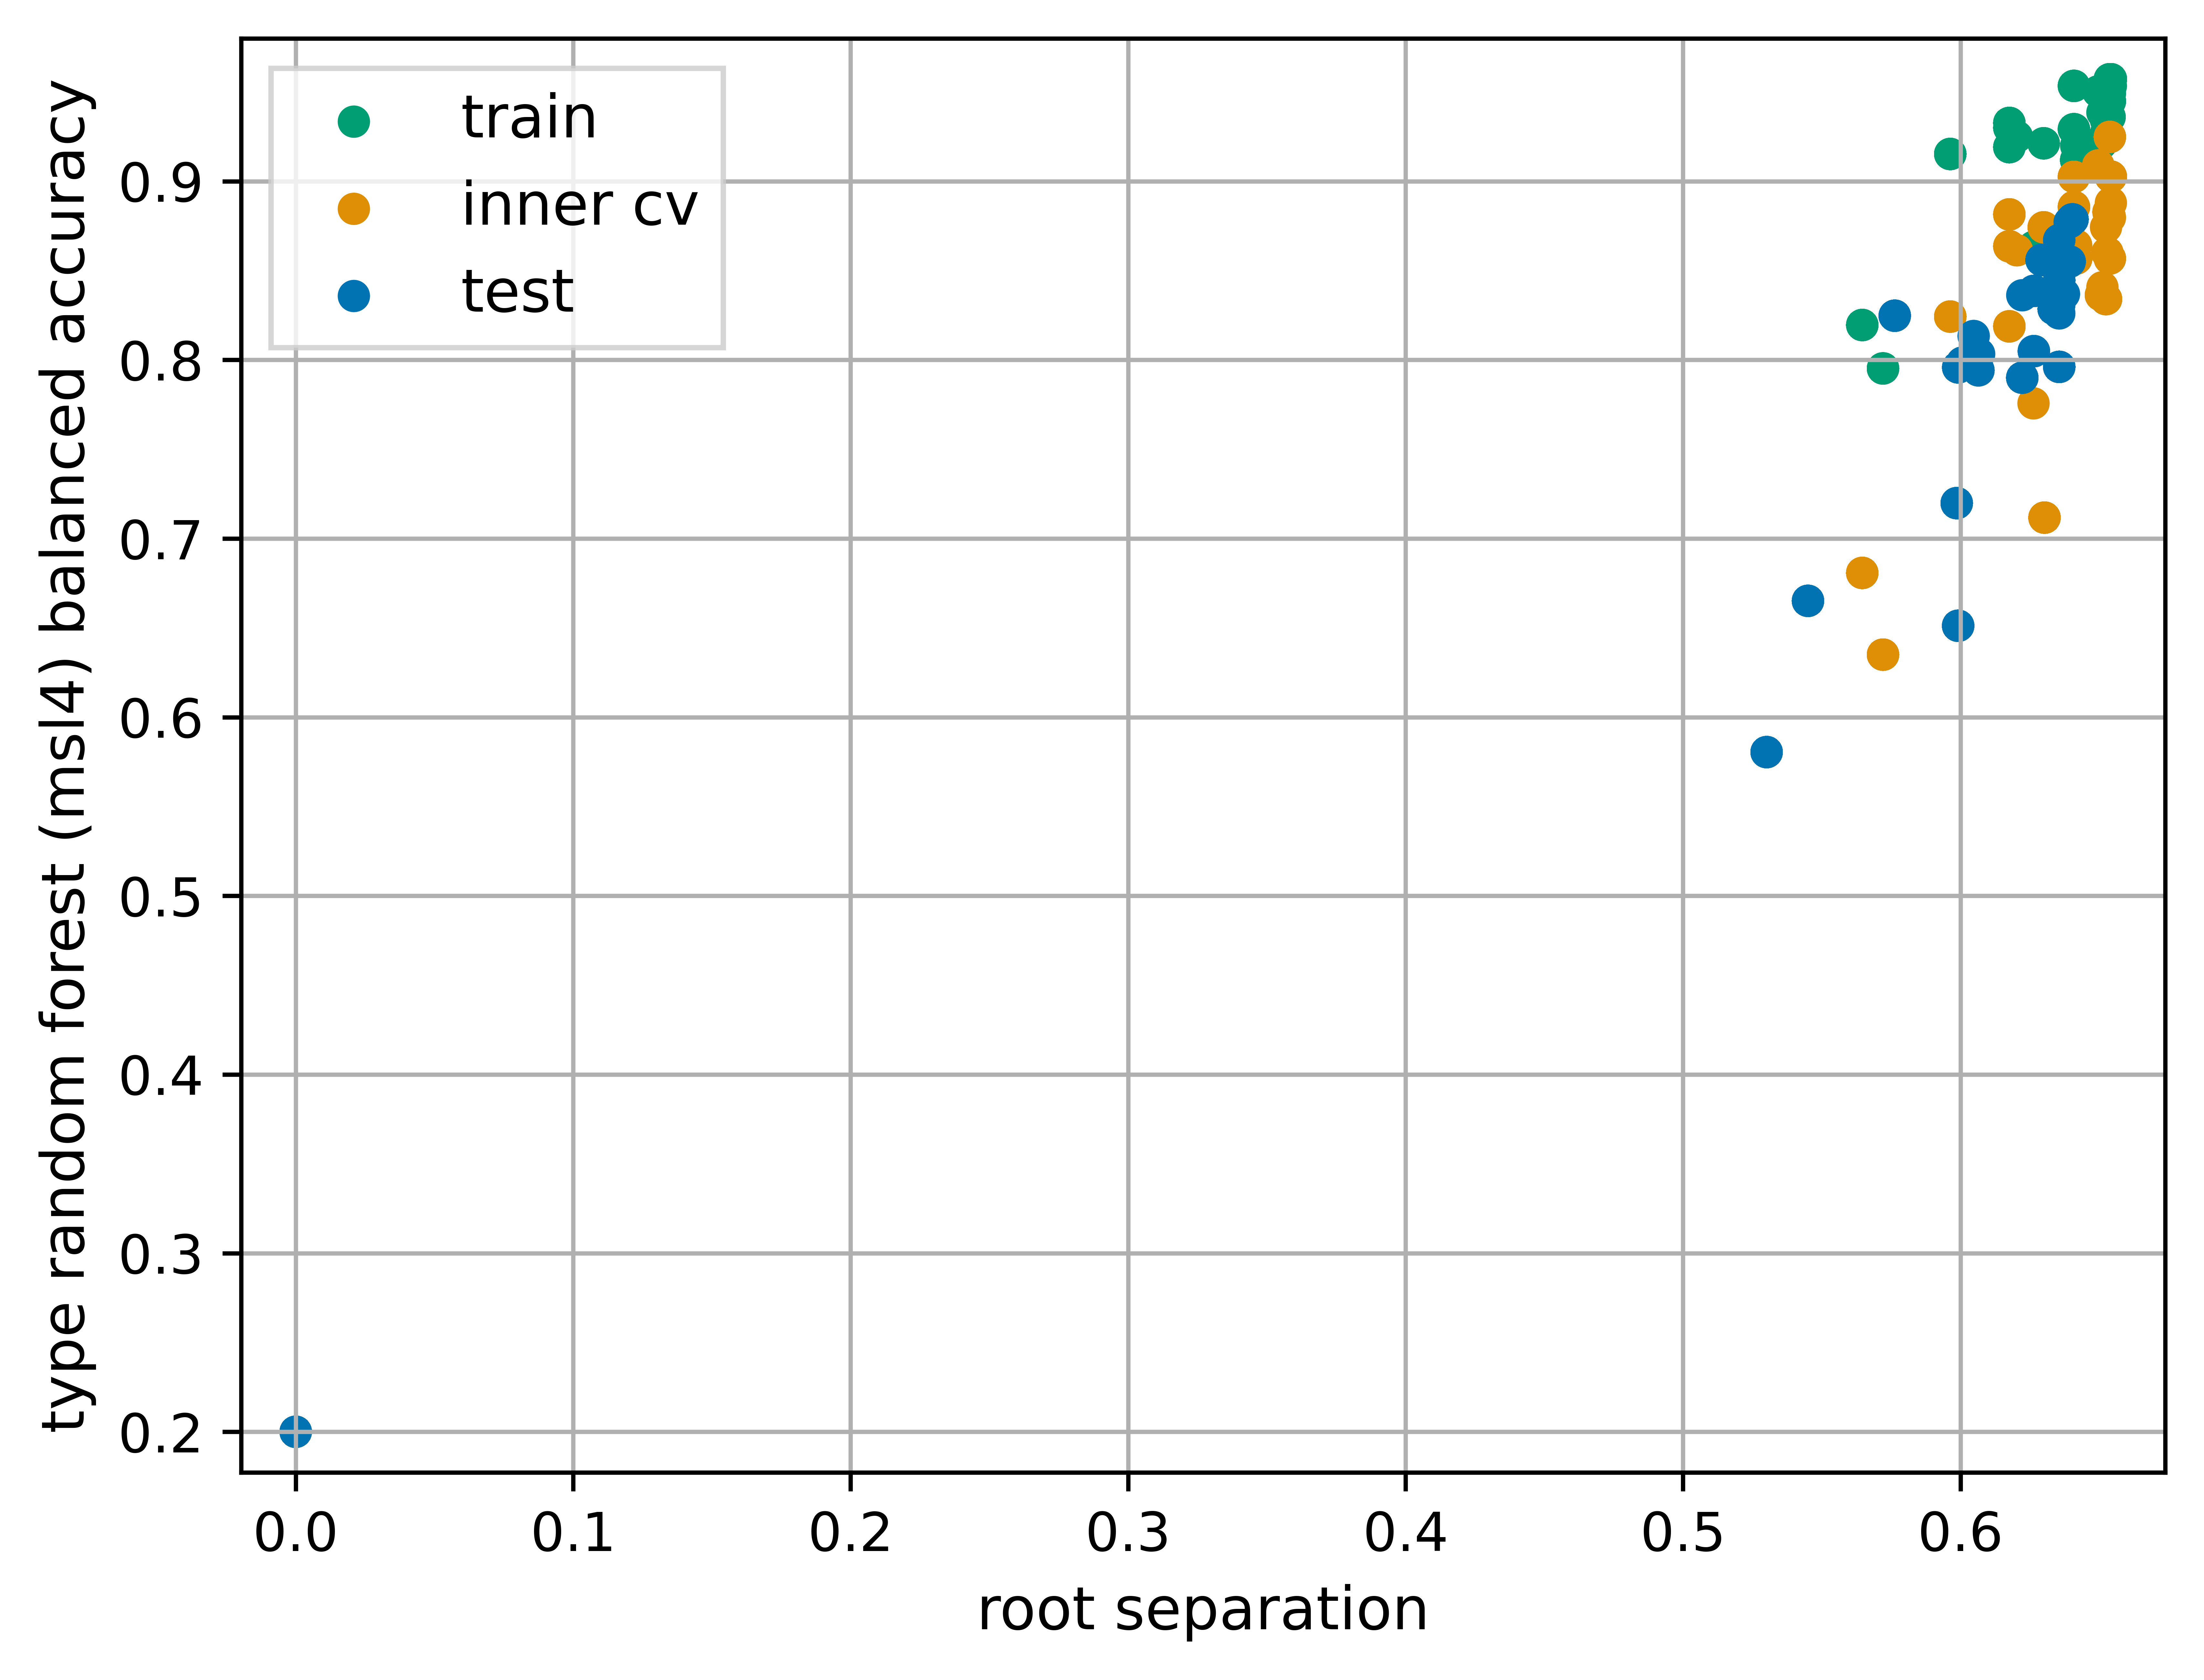 train
inner cv
test
type random forest (msl4) balanced accuracy
0.9
0.8
0.7
0.6
0.5
0.4
0.3
0.2
0.0 0.1 0.2 0.3 0.4 0.5 0.6
root separation